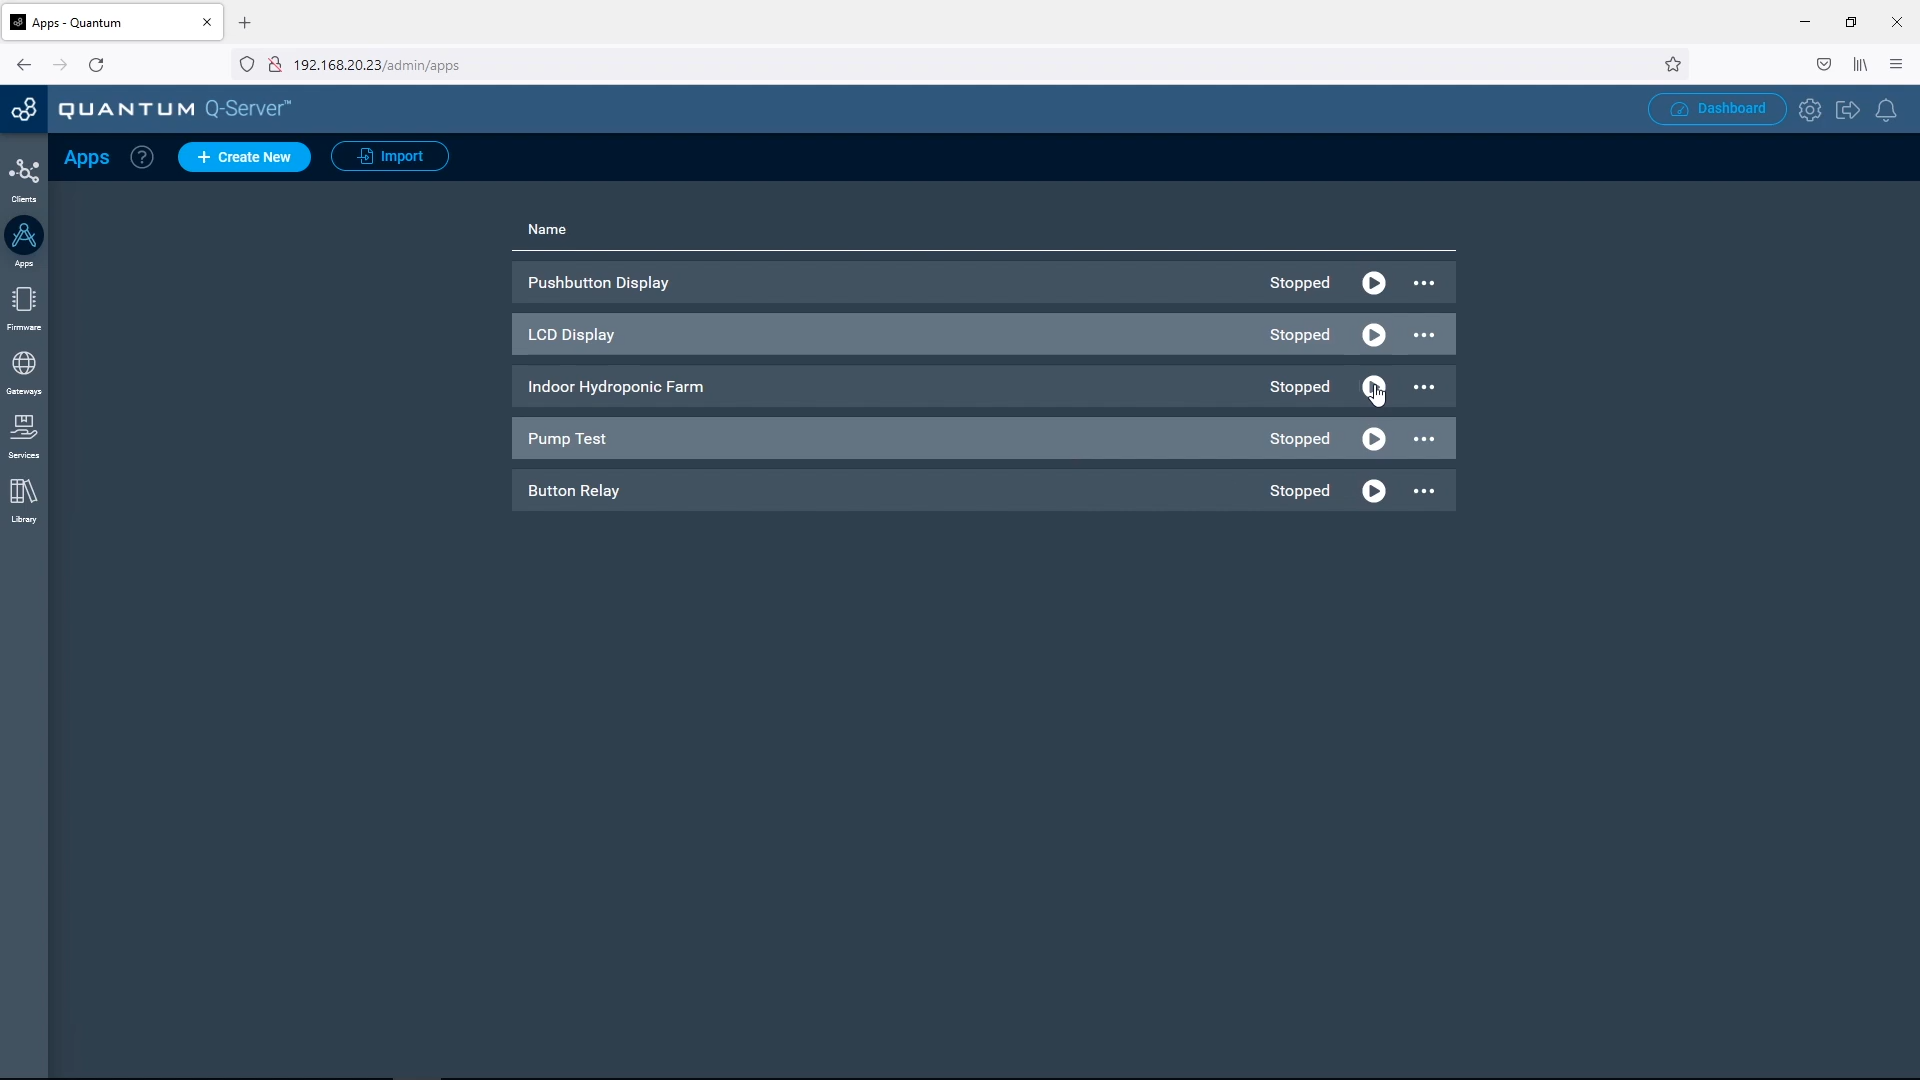 Apps - Quantum
192.168.20.23/admin/apps
QUANTUM Q-Server™
Dashboard
Apps ? + Create New Import
Clients
Apps
Firmware
Gateways
Services
Library
Name
Pushbutton Display Stopped
LCD Display Stopped
Indoor Hydroponic Farm Stopped
Pump Test Stopped
Button Relay Stopped